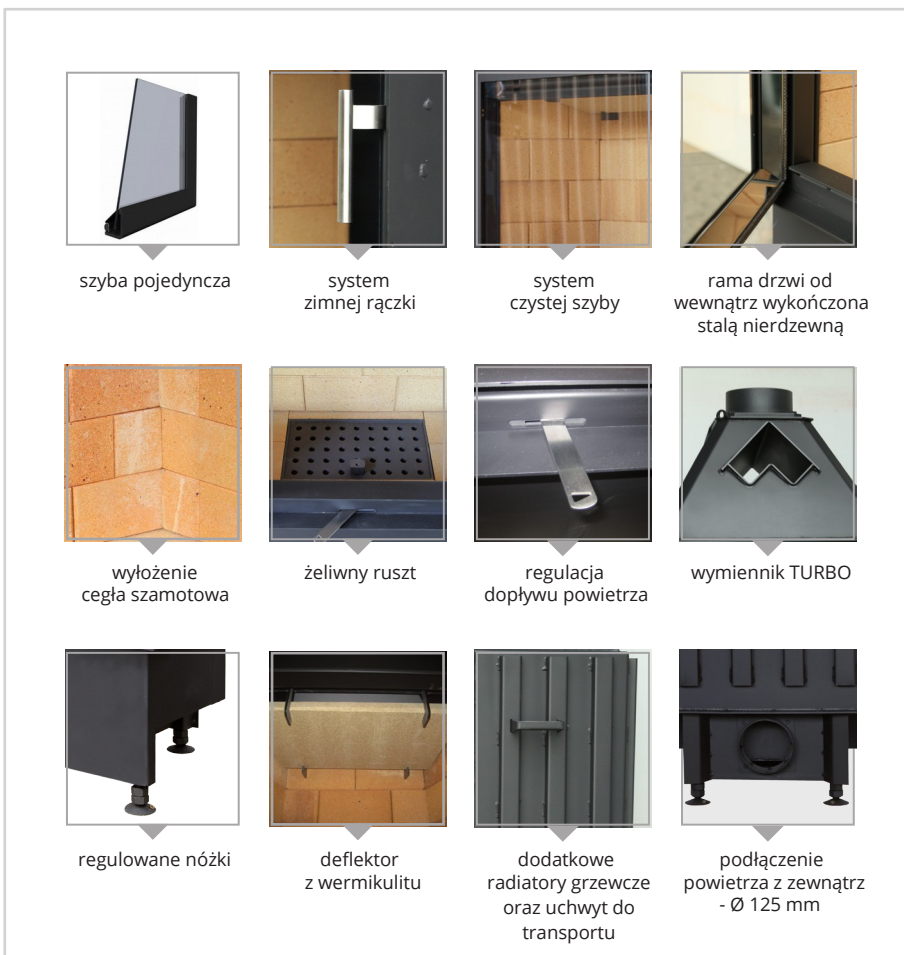 szyba pojedyncza
system
zimnej rączki
system
czystej szyby
rama drzwi od
wewnątrz wykończona
stalą nierdzewną
wyłożenie
cegła szamotowa
żeliwny ruszt
regulacja
dopływu powietrza
wymiennik TURBO
regulowane nóżki
deflektor
z wermikulitu
dodatkowe
radiatory grzewcze
oraz uchwyt do
transportu
podłączenie
powietrza z zewnątrz
- Ø 125 mm